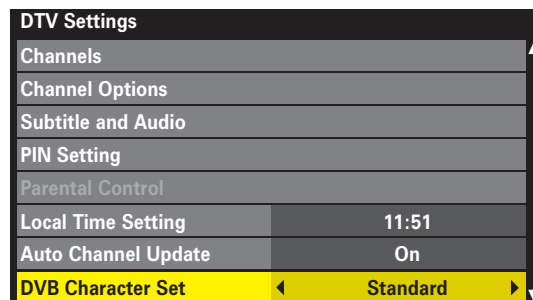 DTV Settings
Channels
Channel Options
Subtitle and Audio
PIN Setting
Parental Control
Local Time Setting 11:51
Auto Channel Update On
DVB Character Set Standard